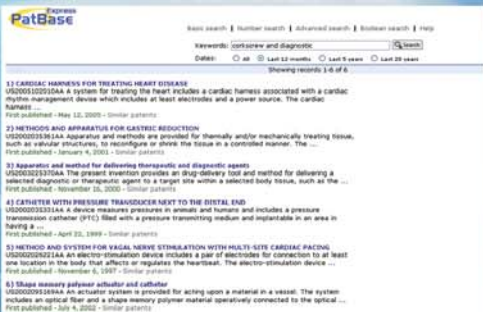 PatBase Express
Basic search | Number search | Advanced search | Boolean search | Help
Keywords: corkscrew and diagnostic Search
Dates: All Last 12 months Last 5 years Last 20 years
Showing records 1-6 of 6
1) CARDIAC HARNESS FOR TREATING HEART DISEASE
A system for treating the heart includes a cardiac harness associated with a cardiac
rhythm management device which includes at least electrodes and a power source. The cardiac
harness ...
First published - May 12, 2005 - Similar patents
2) METHODS AND APPARATUS FOR GASTRIC REDUCTION
Apparatus and methods are provided for thermally and/or mechanically treating tissue,
such as valvular structures, to reconfigure or shrink the tissue in a controlled manner. The ...
First published - January 4, 2001 - Similar patents
3) Apparatus and method for delivering therapeutic and diagnostic agents
The present invention provides an drug-delivery tool and method for delivering a
selected diagnostic or therapeutic agent to a target site within a selected body tissue, such as the ...
First published - November 16, 2000 - Similar patents
4) CATHETER WITH PRESSURE TRANSDUCER NEXT TO THE DISTAL END
A device measures pressures in animals and humans and includes a pressure
transmission catheter (PTC) filled with a pressure transmitting medium and implantable in an area in
having a ...
First published - April 22, 1999 - Similar patents
5) METHOD AND SYSTEM FOR VAGAL NERVE STIMULATION WITH MULTI-SITE CARDIAC PACING
An electro-stimulation device includes a pair of electrodes for connection to at least
one location in the body that affects or regulates the heartbeat. The electro-stimulation device ...
First published - November 6, 1997 - Similar patents
6) Shape memory polymer actuator and catheter
An actuator system is provided for acting upon a material in a vessel. The system
includes an optical fiber and a shape memory polymer material operatively connected to the optical ...
First published - July 4, 2002 - Similar patents